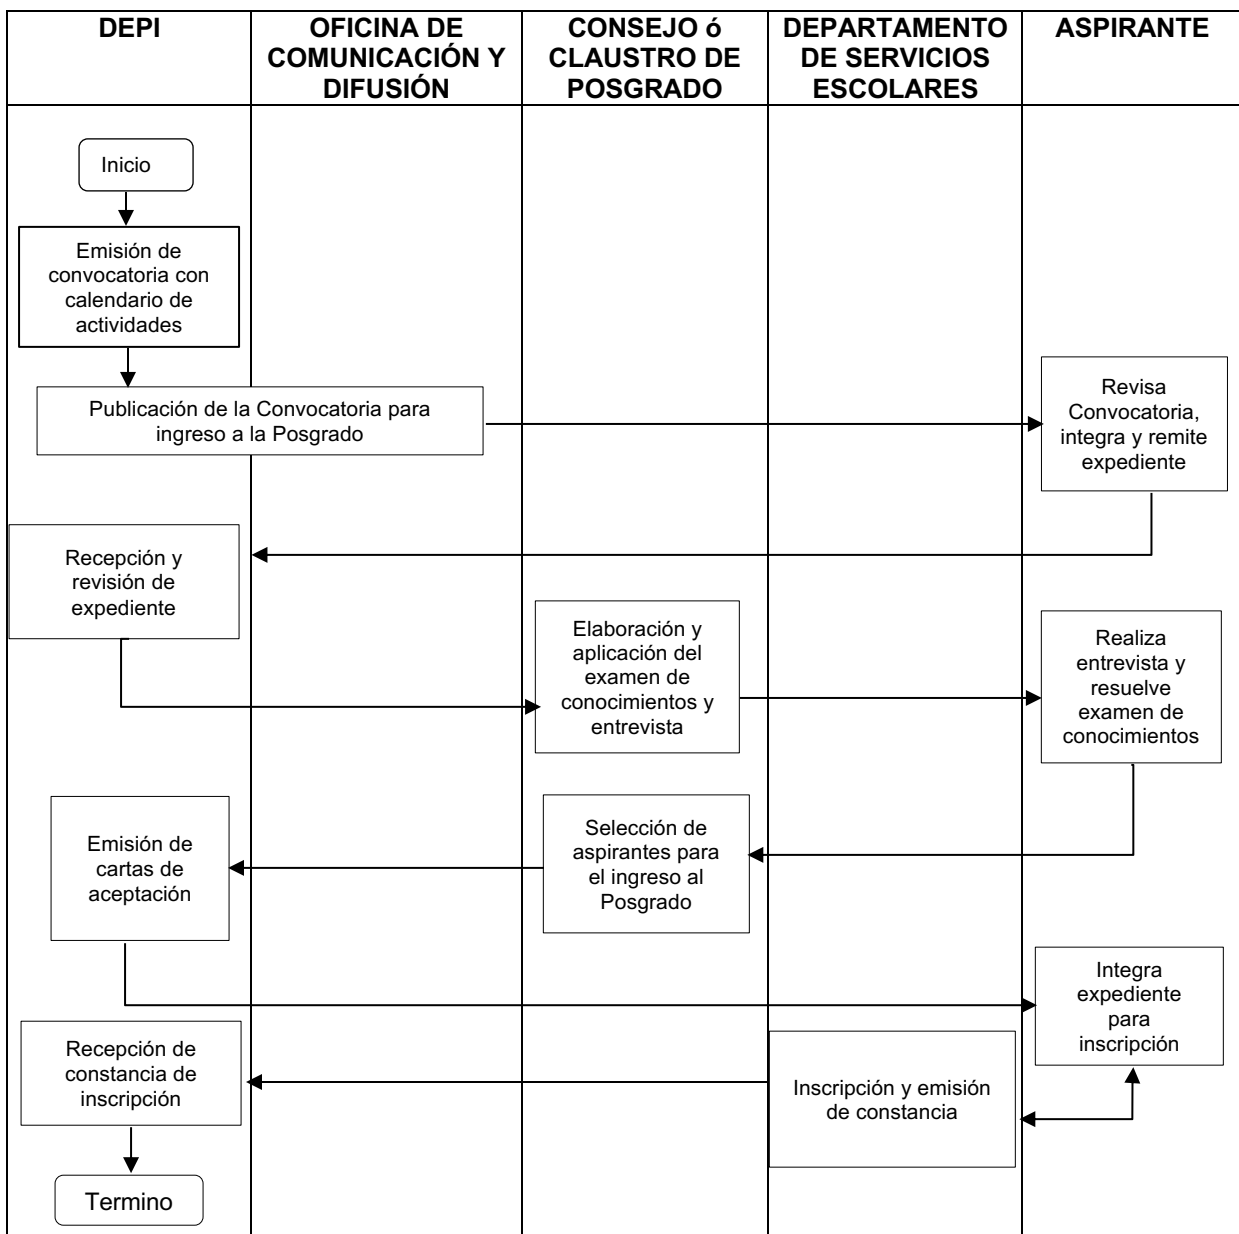 DEPI
OFICINA DE
COMUNICACIÓN Y
DIFUSIÓN
CONSEJO ó
CLAUSTRO DE
POSGRADO
DEPARTAMENTO
DE SERVICIOS
ESCOLARES
ASPIRANTE
Inicio
Emisión de
convocatoria con
calendario de
actividades
Publicación de la Convocatoria para
ingreso a la Posgrado
Revisa
Convocatoria,
integra y remite
expediente
Recepción y
revisión de
expediente
Elaboración y
aplicación del
examen de
conocimientos y
entrevista
Realiza
entrevista y
resuelve
examen de
conocimientos
Selección de
aspirantes para
el ingreso al
Posgrado
Emisión de
cartas de
aceptación
Integra
expediente
para
inscripción
Inscripción y emisión
de constancia
Recepción de
constancia de
inscripción
Termino